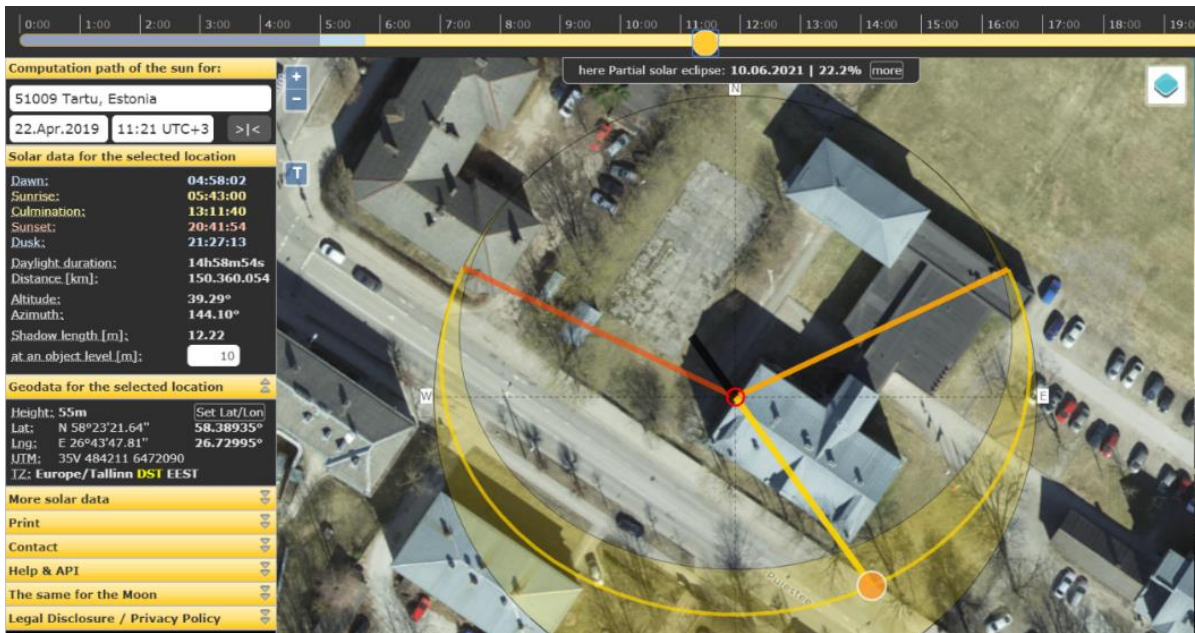 0:00 1:00 2:00 3:00 4:00 5:00 6:00 7:00 8:00 9:00 10:00 11:00 12:00 13:00 14:00 15:00 16:00 17:00 18:00 19:0
Computation path of the sun for:
51009 Tartu, Estonia
22.Apr.2019 11:21 UTC+3 >|<
Solar data for the selected location
Dawn: 04:58:02
Sunrise: 05:43:00
Culmination: 13:11:40
Sunset: 20:41:54
Dusk: 21:27:13
Daylight duration: 14h58m54s
Distance [km]: 150.360.054
Altitude: 39.29°
Azimuth: 144.10°
Shadow length [m]: 12.22
at an object level [m]: 10
Geodata for the selected location
Height: 55m Set Lat/Lon
Lat: N 58°23'21.64" 58.38935°
Lng: E 26°43'47.81" 26.72995°
UTM: 35V 484211 6472090
TZ: Europe/Tallinn DST EEST
More solar data
Print
Contact
Help & API
The same for the Moon
Legal Disclosure / Privacy Policy
+
−
T
here Partial solar eclipse: 10.06.2021 | 22.2% more
N
W
E
Puiestee